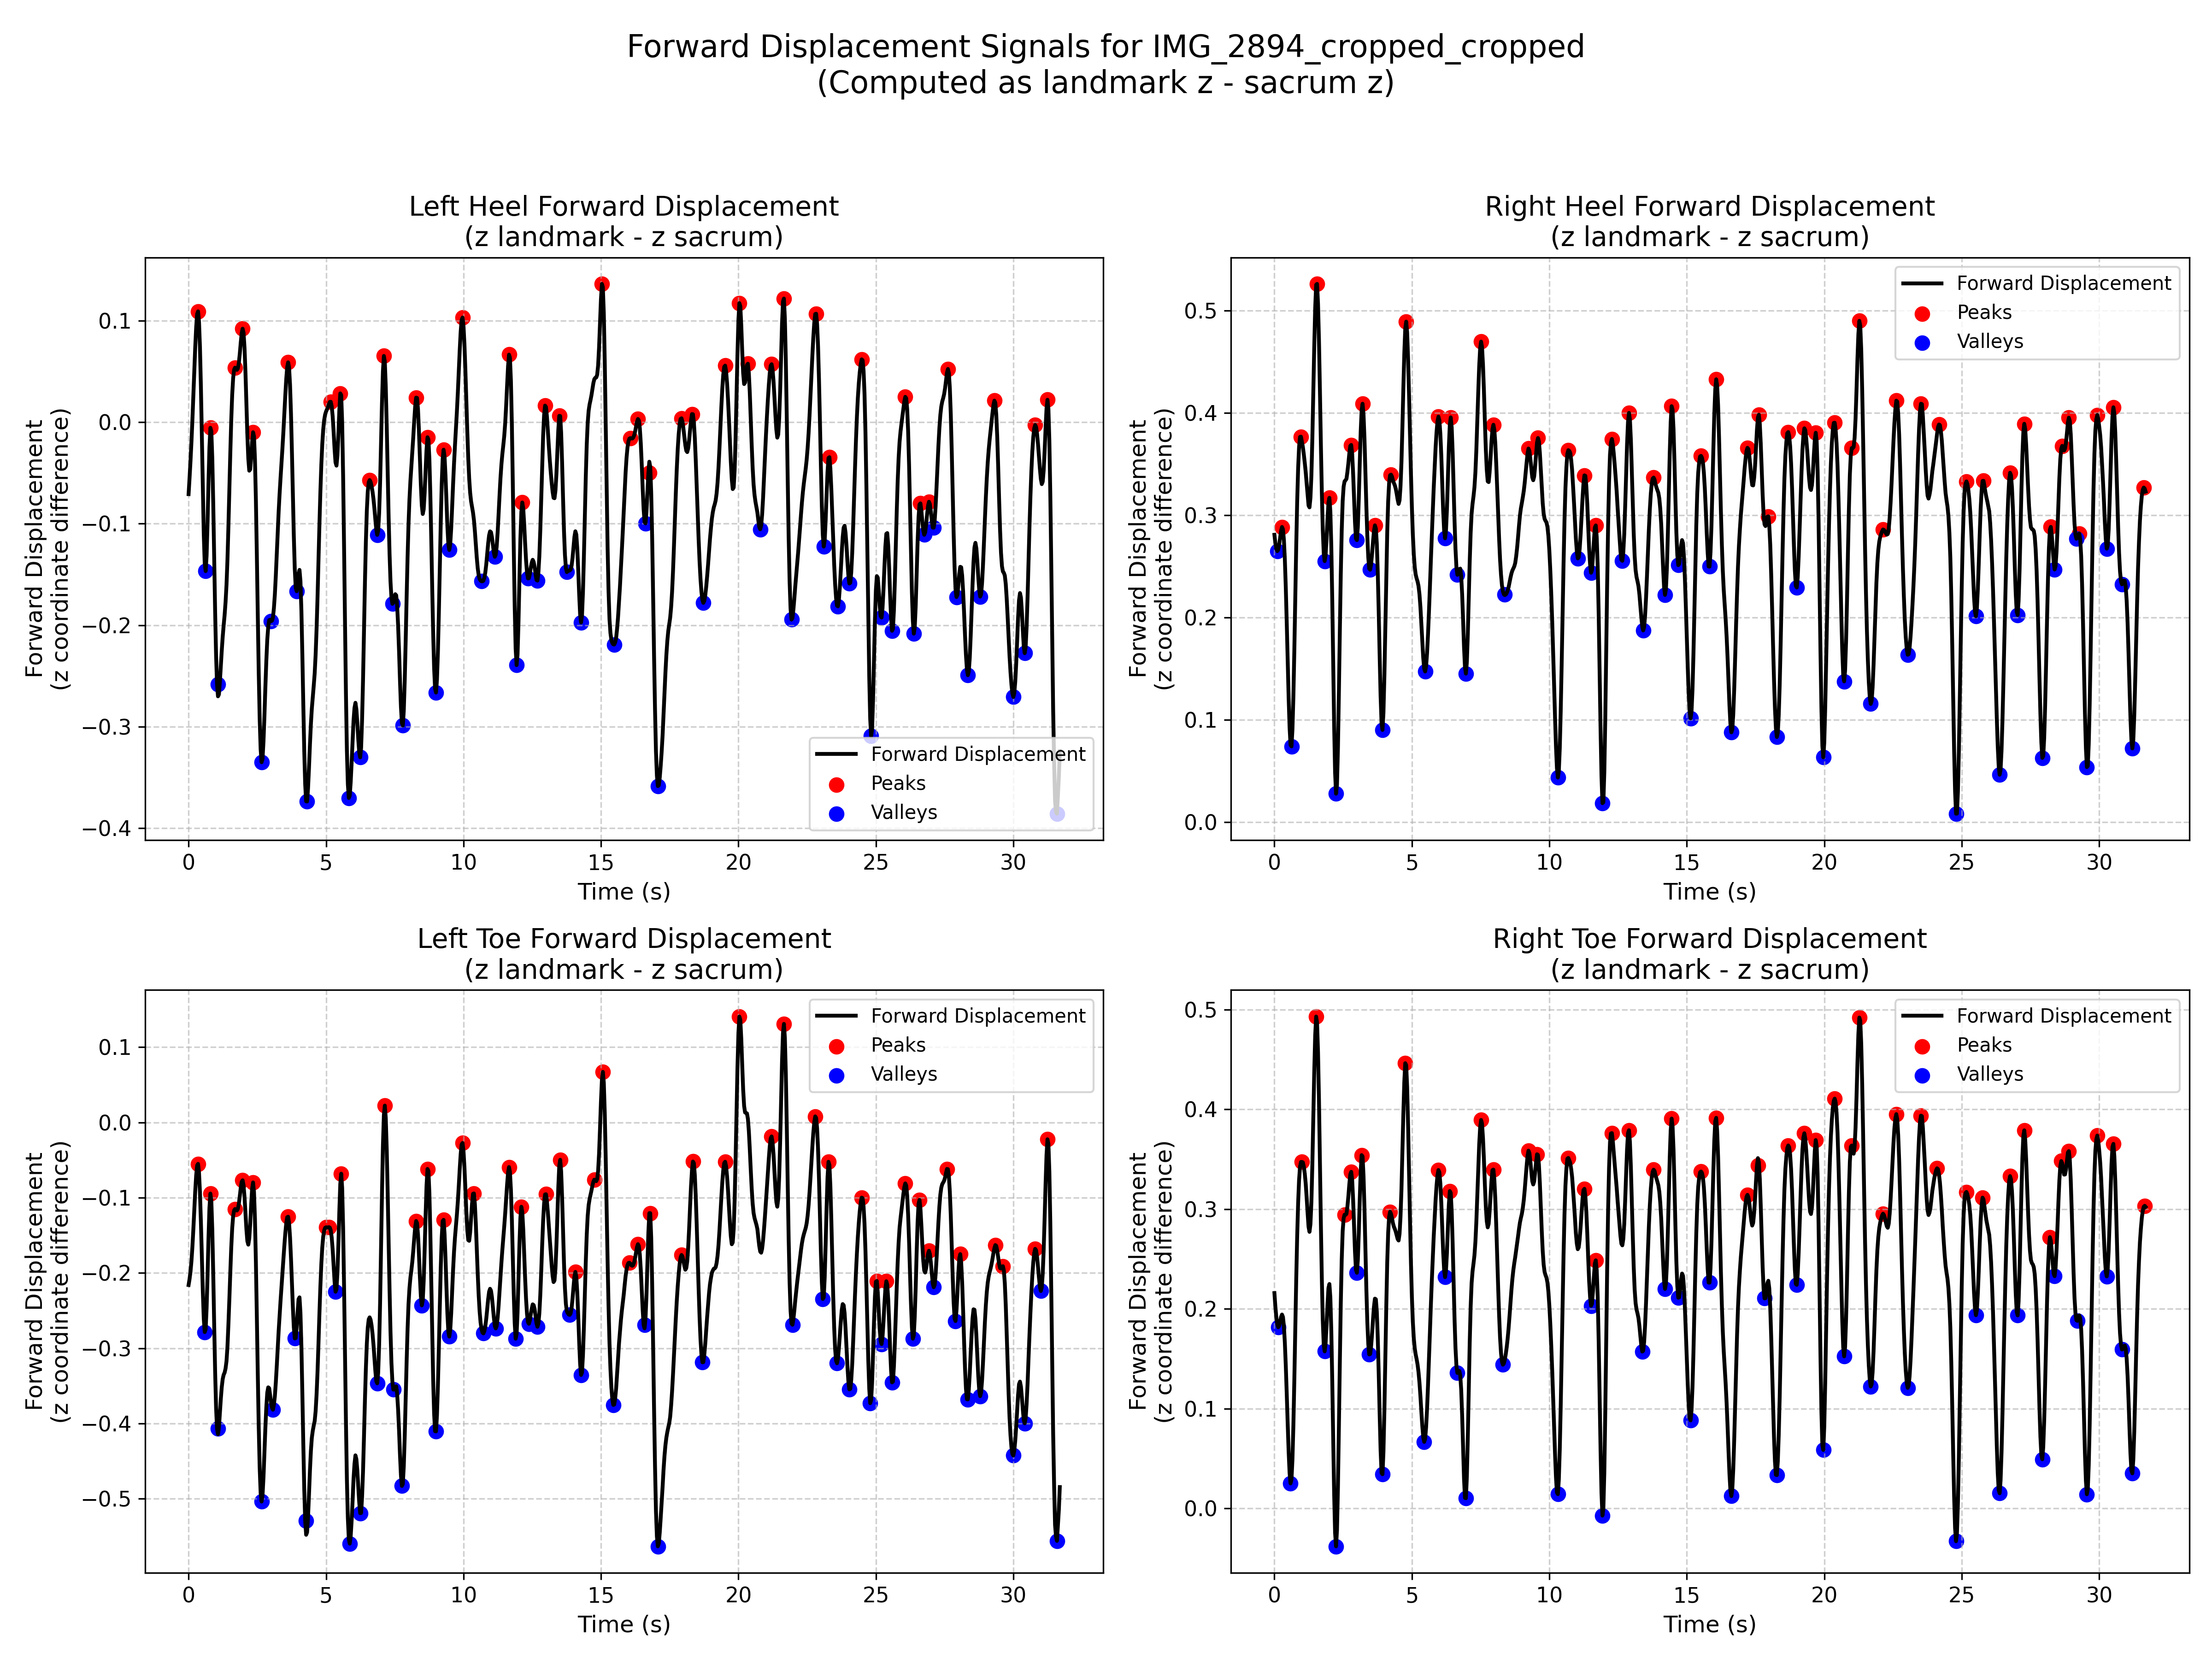 Forward Displacement Signals for IMG_2894_cropped_cropped
(Computed as landmark z - sacrum z)
Left Heel Forward Displacement
(z landmark - z sacrum)
Forward Displacement
(z coordinate difference)
0.1
0.0
−0.1
−0.2
−0.3
−0.4
Forward Displacement
Peaks
Valleys
0
5
10
15
20
25
30
Time (s)
Right Heel Forward Displacement
(z landmark - z sacrum)
Forward Displacement
(z coordinate difference)
0.5
0.4
0.3
0.2
0.1
0.0
Forward Displacement
Peaks
Valleys
0
5
10
15
20
25
30
Time (s)
Left Toe Forward Displacement
(z landmark - z sacrum)
Forward Displacement
(z coordinate difference)
0.1
0.0
−0.1
−0.2
−0.3
−0.4
−0.5
Forward Displacement
Peaks
Valleys
0
5
10
15
20
25
30
Time (s)
Right Toe Forward Displacement
(z landmark - z sacrum)
Forward Displacement
(z coordinate difference)
0.5
0.4
0.3
0.2
0.1
0.0
Forward Displacement
Peaks
Valleys
0
5
10
15
20
25
30
Time (s)